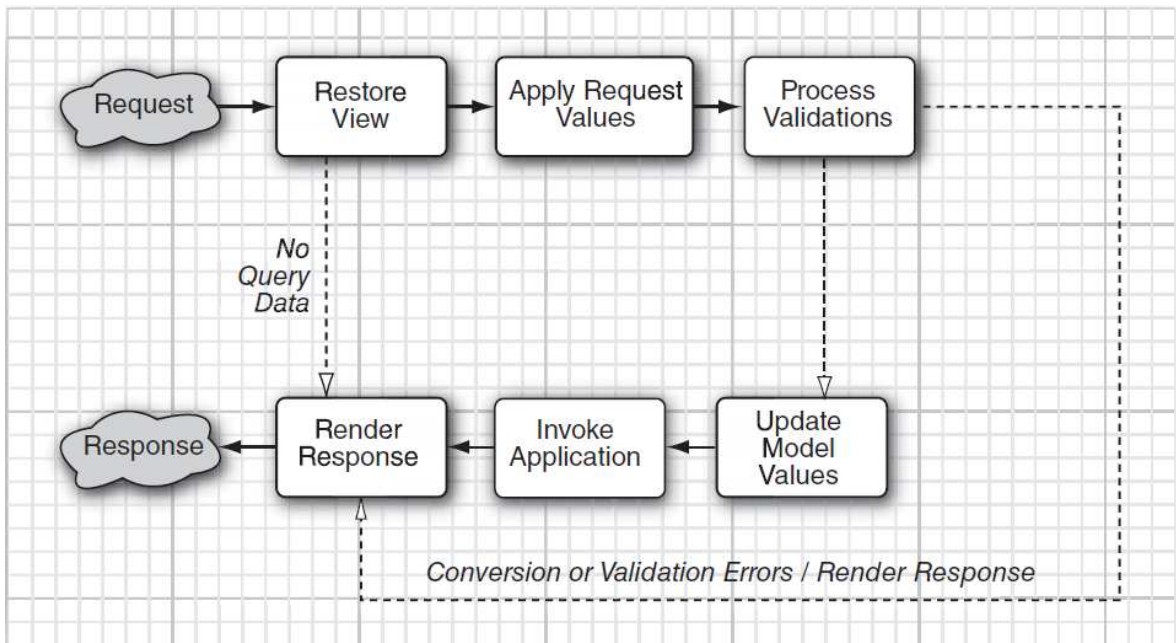 Request
Restore
View
Apply Request
Values
Process
Validations
No
Query
Data
Response
Render
Response
Invoke
Application
Update
Model
Values
Conversion or Validation Errors / Render Response